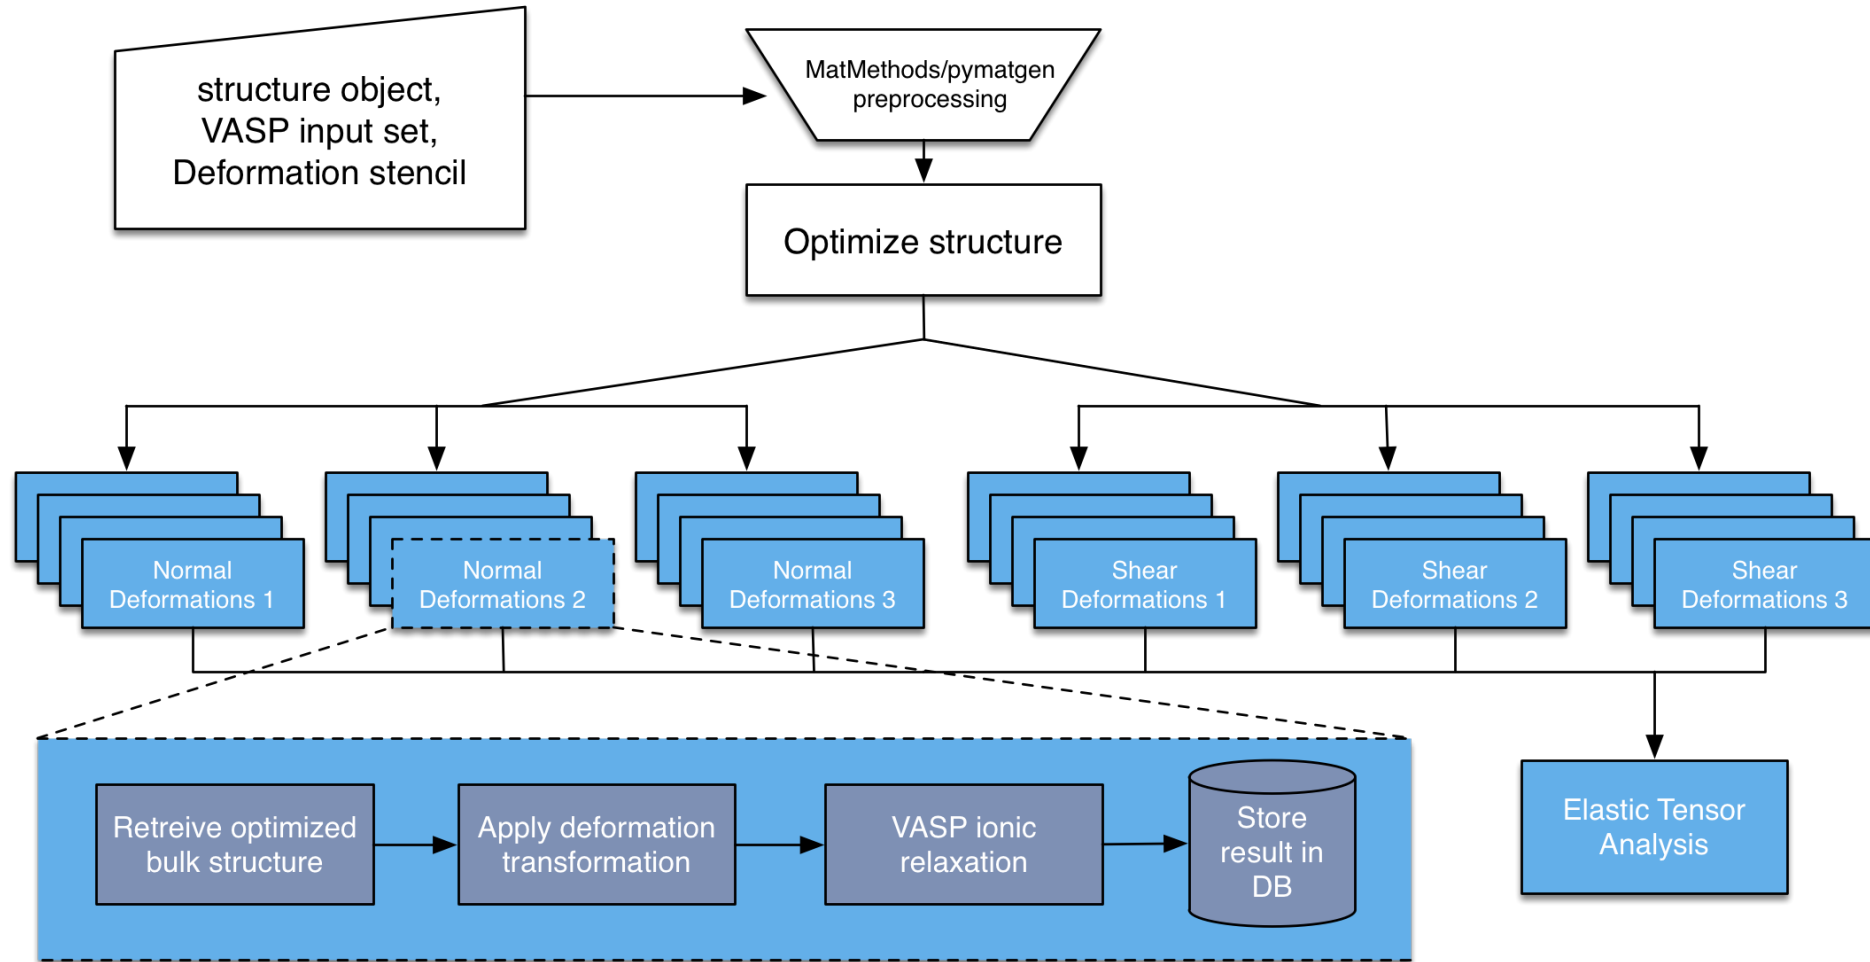 structure object,
VASP input set,
Deformation stencil
MatMethods/pymatgen
preprocessing
Optimize structure
Normal
Deformations 1
Normal
Deformations 2
Normal
Deformations 3
Shear
Deformations 1
Shear
Deformations 2
Shear
Deformations 3
Retreive optimized
bulk structure
Apply deformation
transformation
VASP ionic
relaxation
Store
result in
DB
Elastic Tensor
Analysis